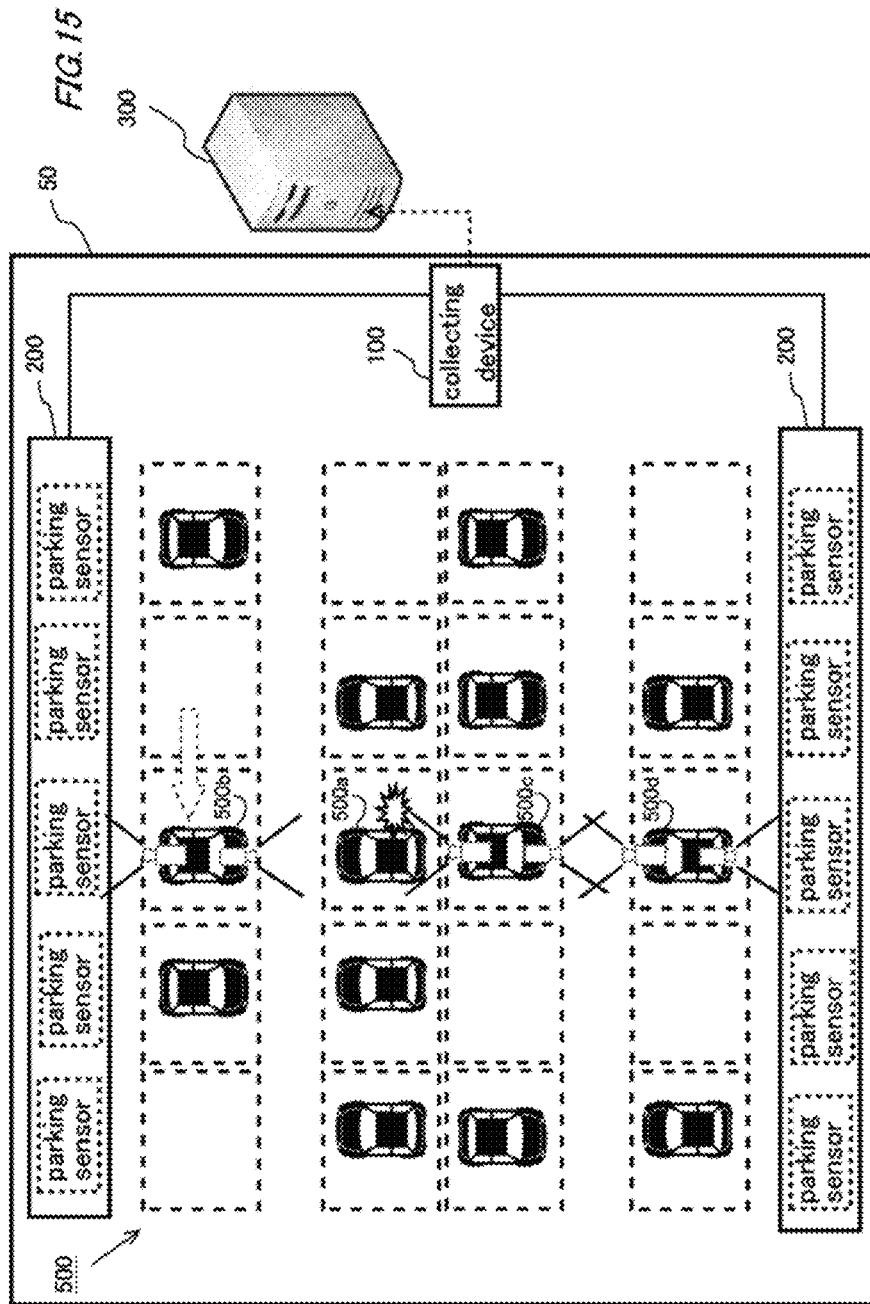 FIG.15
50
300
200
parking
sensor
parking
sensor
parking
sensor
parking
sensor
parking
sensor
500
500b
500a
500c
500d
100
collecting
device
200
parking
sensor
parking
sensor
parking
sensor
parking
sensor
parking
sensor